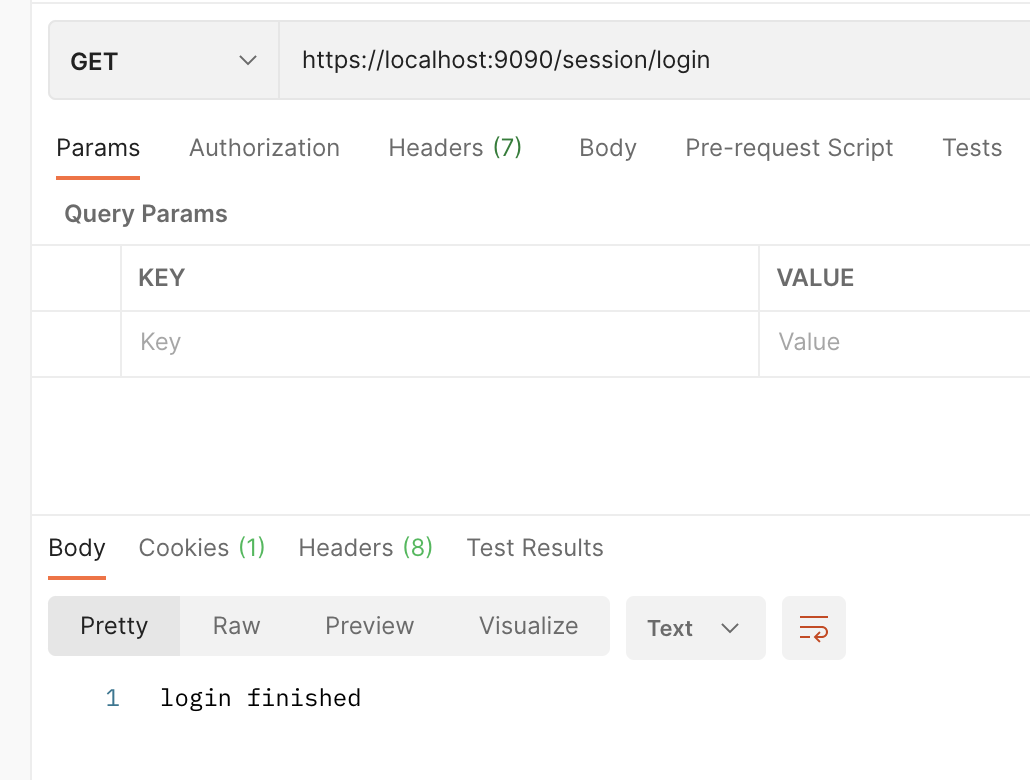 GET https://localhost:9090/session/login
Params Authorization Headers (7) Body Pre-request Script Tests
Query Params
KEY VALUE
Key Value
Body Cookies (1) Headers (8) Test Results
Pretty Raw Preview Visualize Text
1 login finished